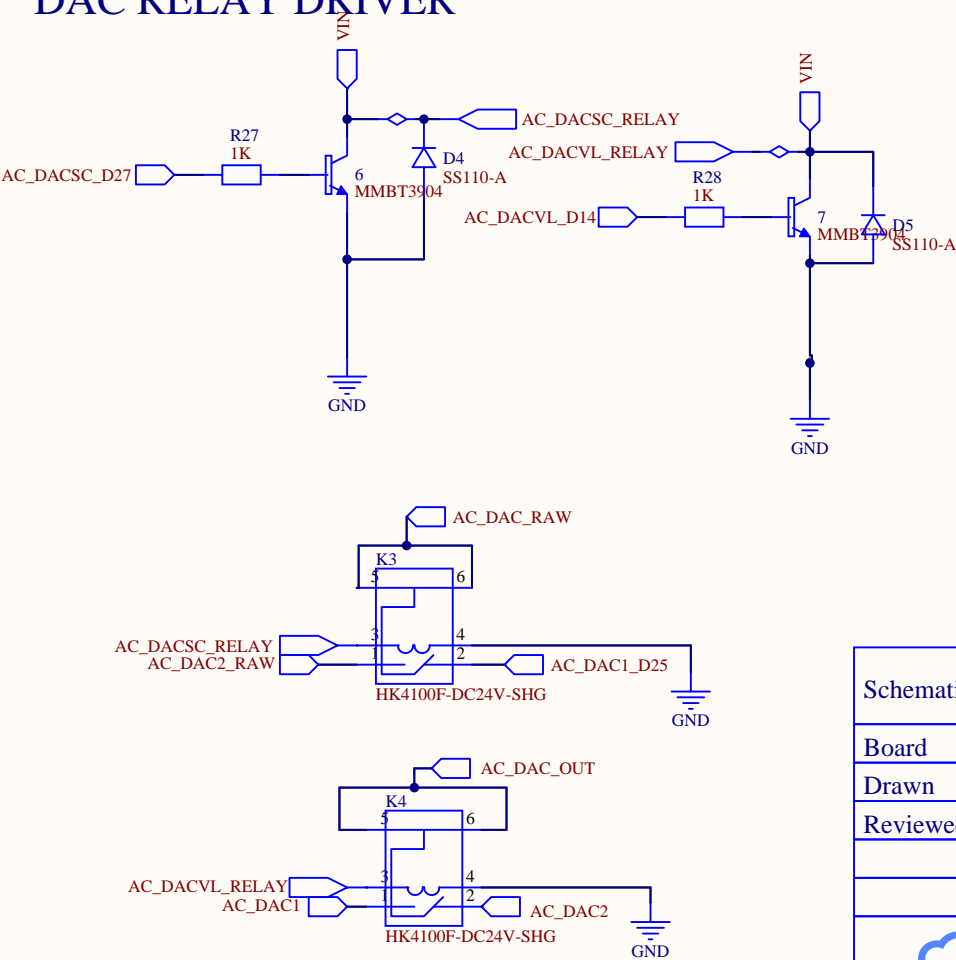 DAC RELAY DRIVER
VIN
VIN
AC_DACSC_RELAY
R27
1K
AC_DACSC_D27
6
MMBT3904
D4
SS110-A
AC_DACVL_RELAY
R28
1K
AC_DACVL_D14
7
MMBT3904
D5
SS110-A
GND
GND
AC_DAC_RAW
K3
5
6
AC_DACSC_RELAY
3
4
AC_DAC2_RAW
1
2
AC_DAC1_D25
HK4100F-DC24V-SHG
GND
AC_DAC_OUT
K4
5
6
AC_DACVL_RELAY
3
4
AC_DAC1
1
2
AC_DAC2
HK4100F-DC24V-SHG
GND
Schemati
Board
Drawn
Reviewe